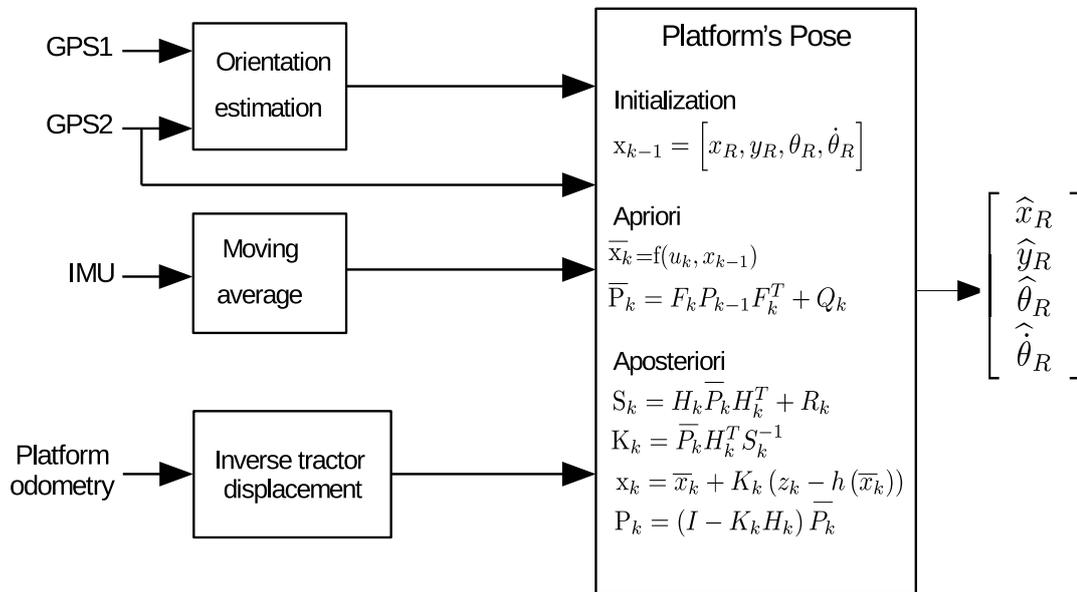 GPS1
GPS2
Orientation
estimation
IMU
Moving
average
Platform
odometry
Inverse tractor
displacement
Platform's Pose
Initialization
x_{k−1} = [x_R, y_R, θ_R, θ̇_R]
Apriori
x̅_k=f(u_k, x_{k−1})
P̅_k = F_k P_{k−1} F_k^T + Q_k
Aposteriori
S_k = H_k P̅_k H_k^T + R_k
K_k = P̅_k H_k^T S_k^{−1}
x_k = x̅_k + K_k (z_k − h (x̅_k))
P_k = (I − K_k H_k) P̅_k
x̂_R
ŷ_R
θ̂_R
θ̇̂_R